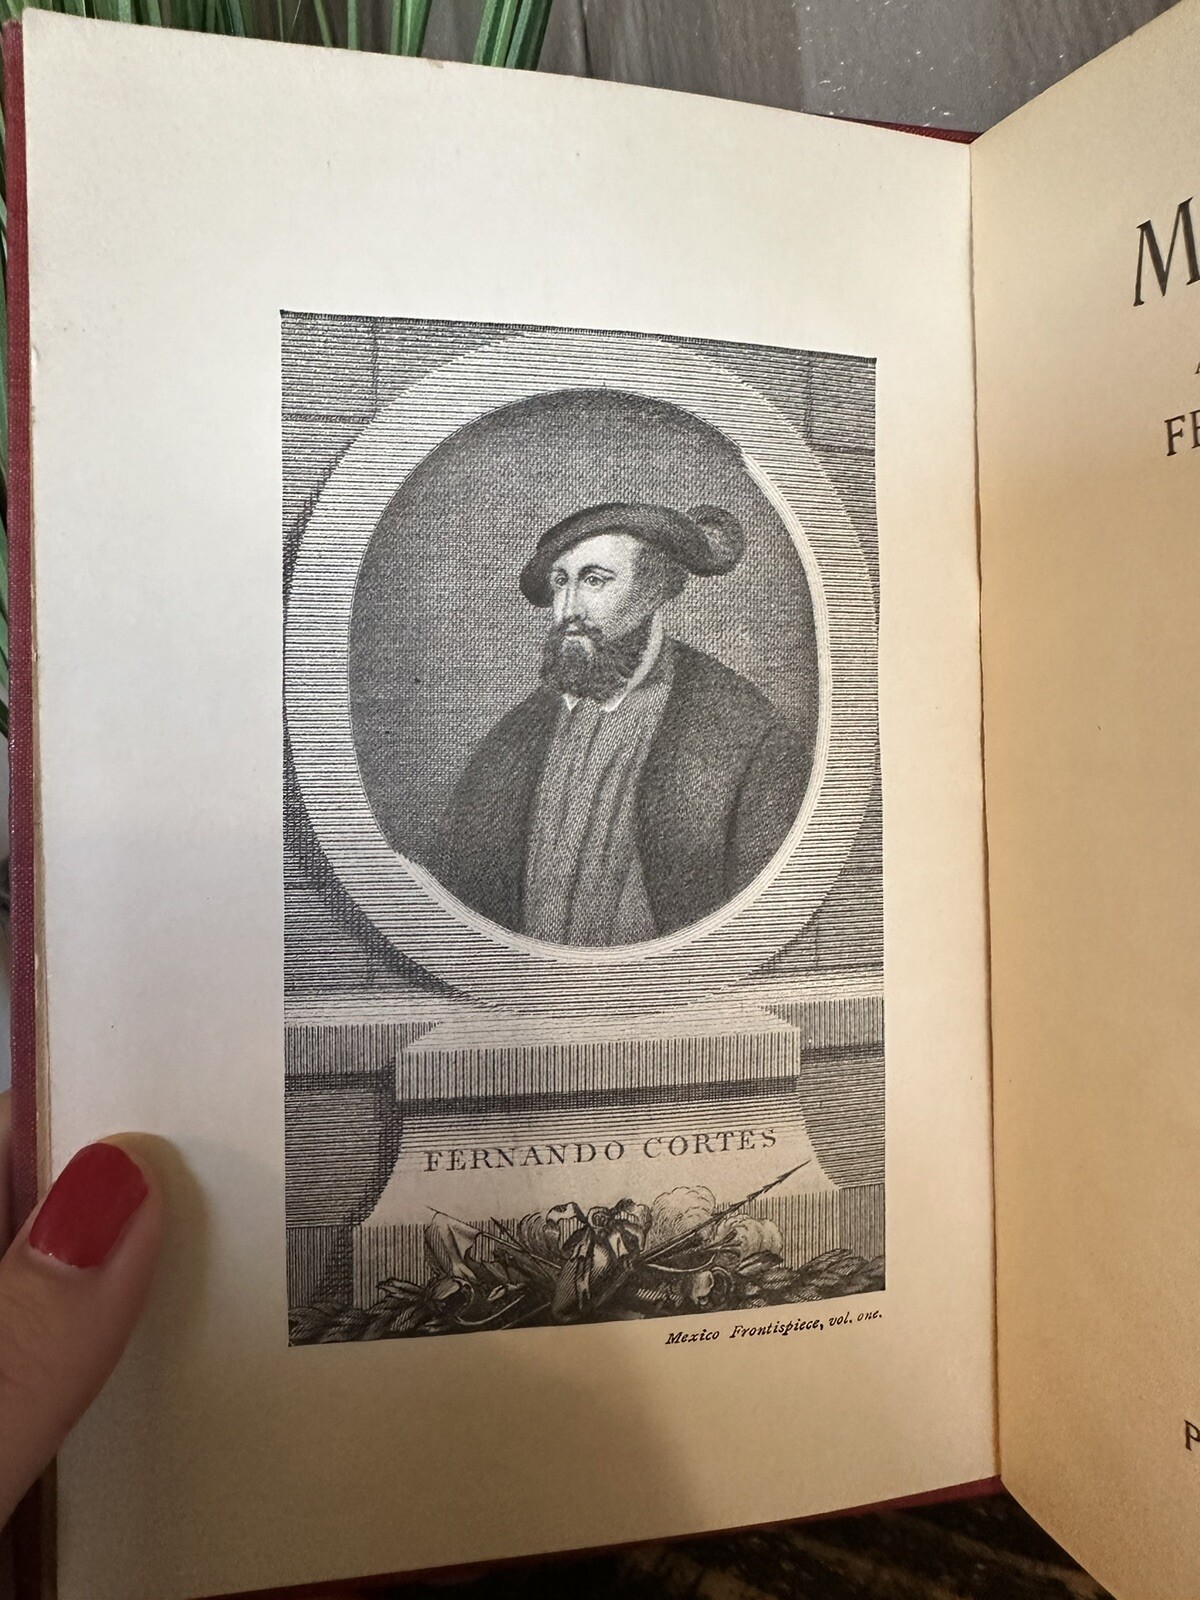 FERNANDO CORTES
Mexico Frontispiece, vol. one.
M
FE
P